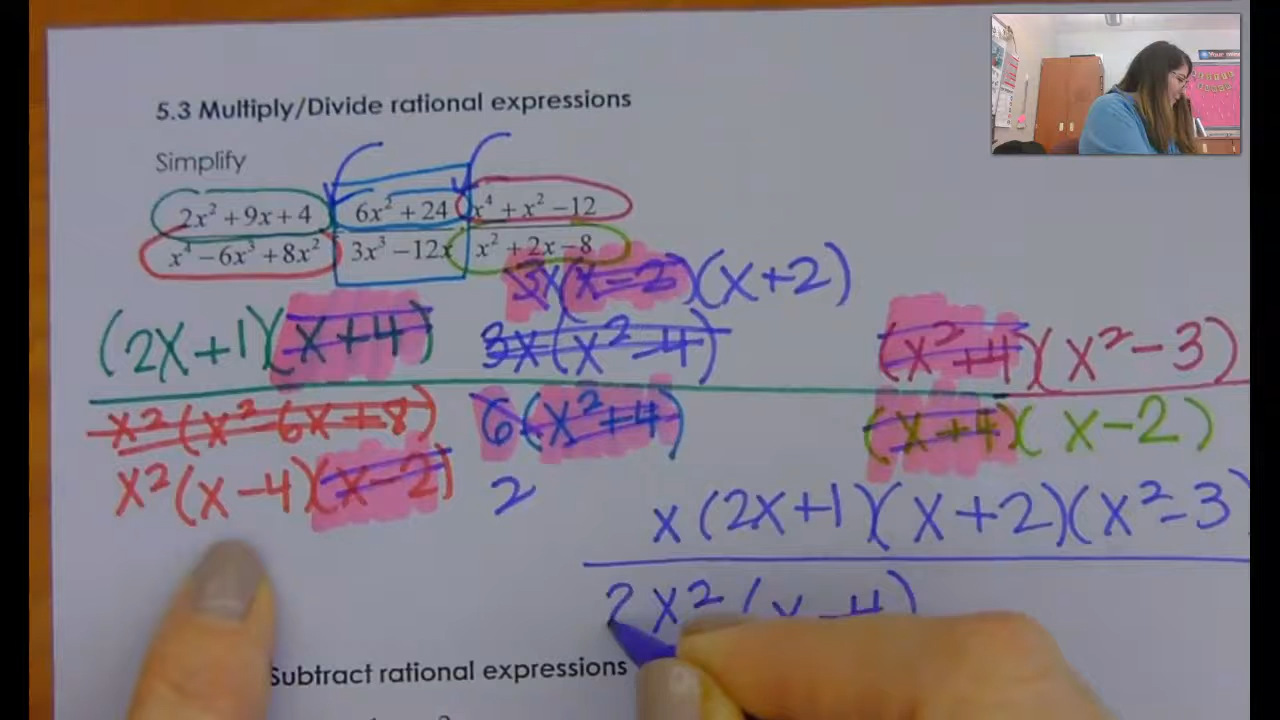 5.3 Multiply/Divide rational expressions
Simplify
2x² + 9x + 4 6x² + 24 x⁴ + x² − 12
x⁴ − 6x³ + 8x² 3x³ − 12x x² + 2x − 8
3x(x−2)(x+2)
(2x+1)(x+4) 3x(x²−4) (x²+4)(x²−3)
x²(x²−6x+8) 6(x²+4) (x+4)(x−2)
x²(x−4)(x−2) 2
x(2x+1)(x+2)(x²−3
2x²(x−4)
Subtract rational expressions